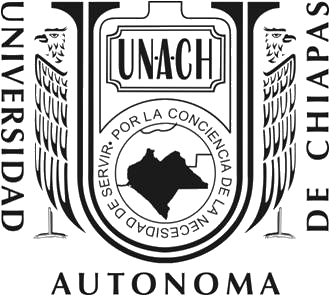 UNIVERSIDAD
AUTONOMA
DE CHIAPAS
UNACH
POR LA CONCIENCIA DE LA NECESIDAD DE SERVIR